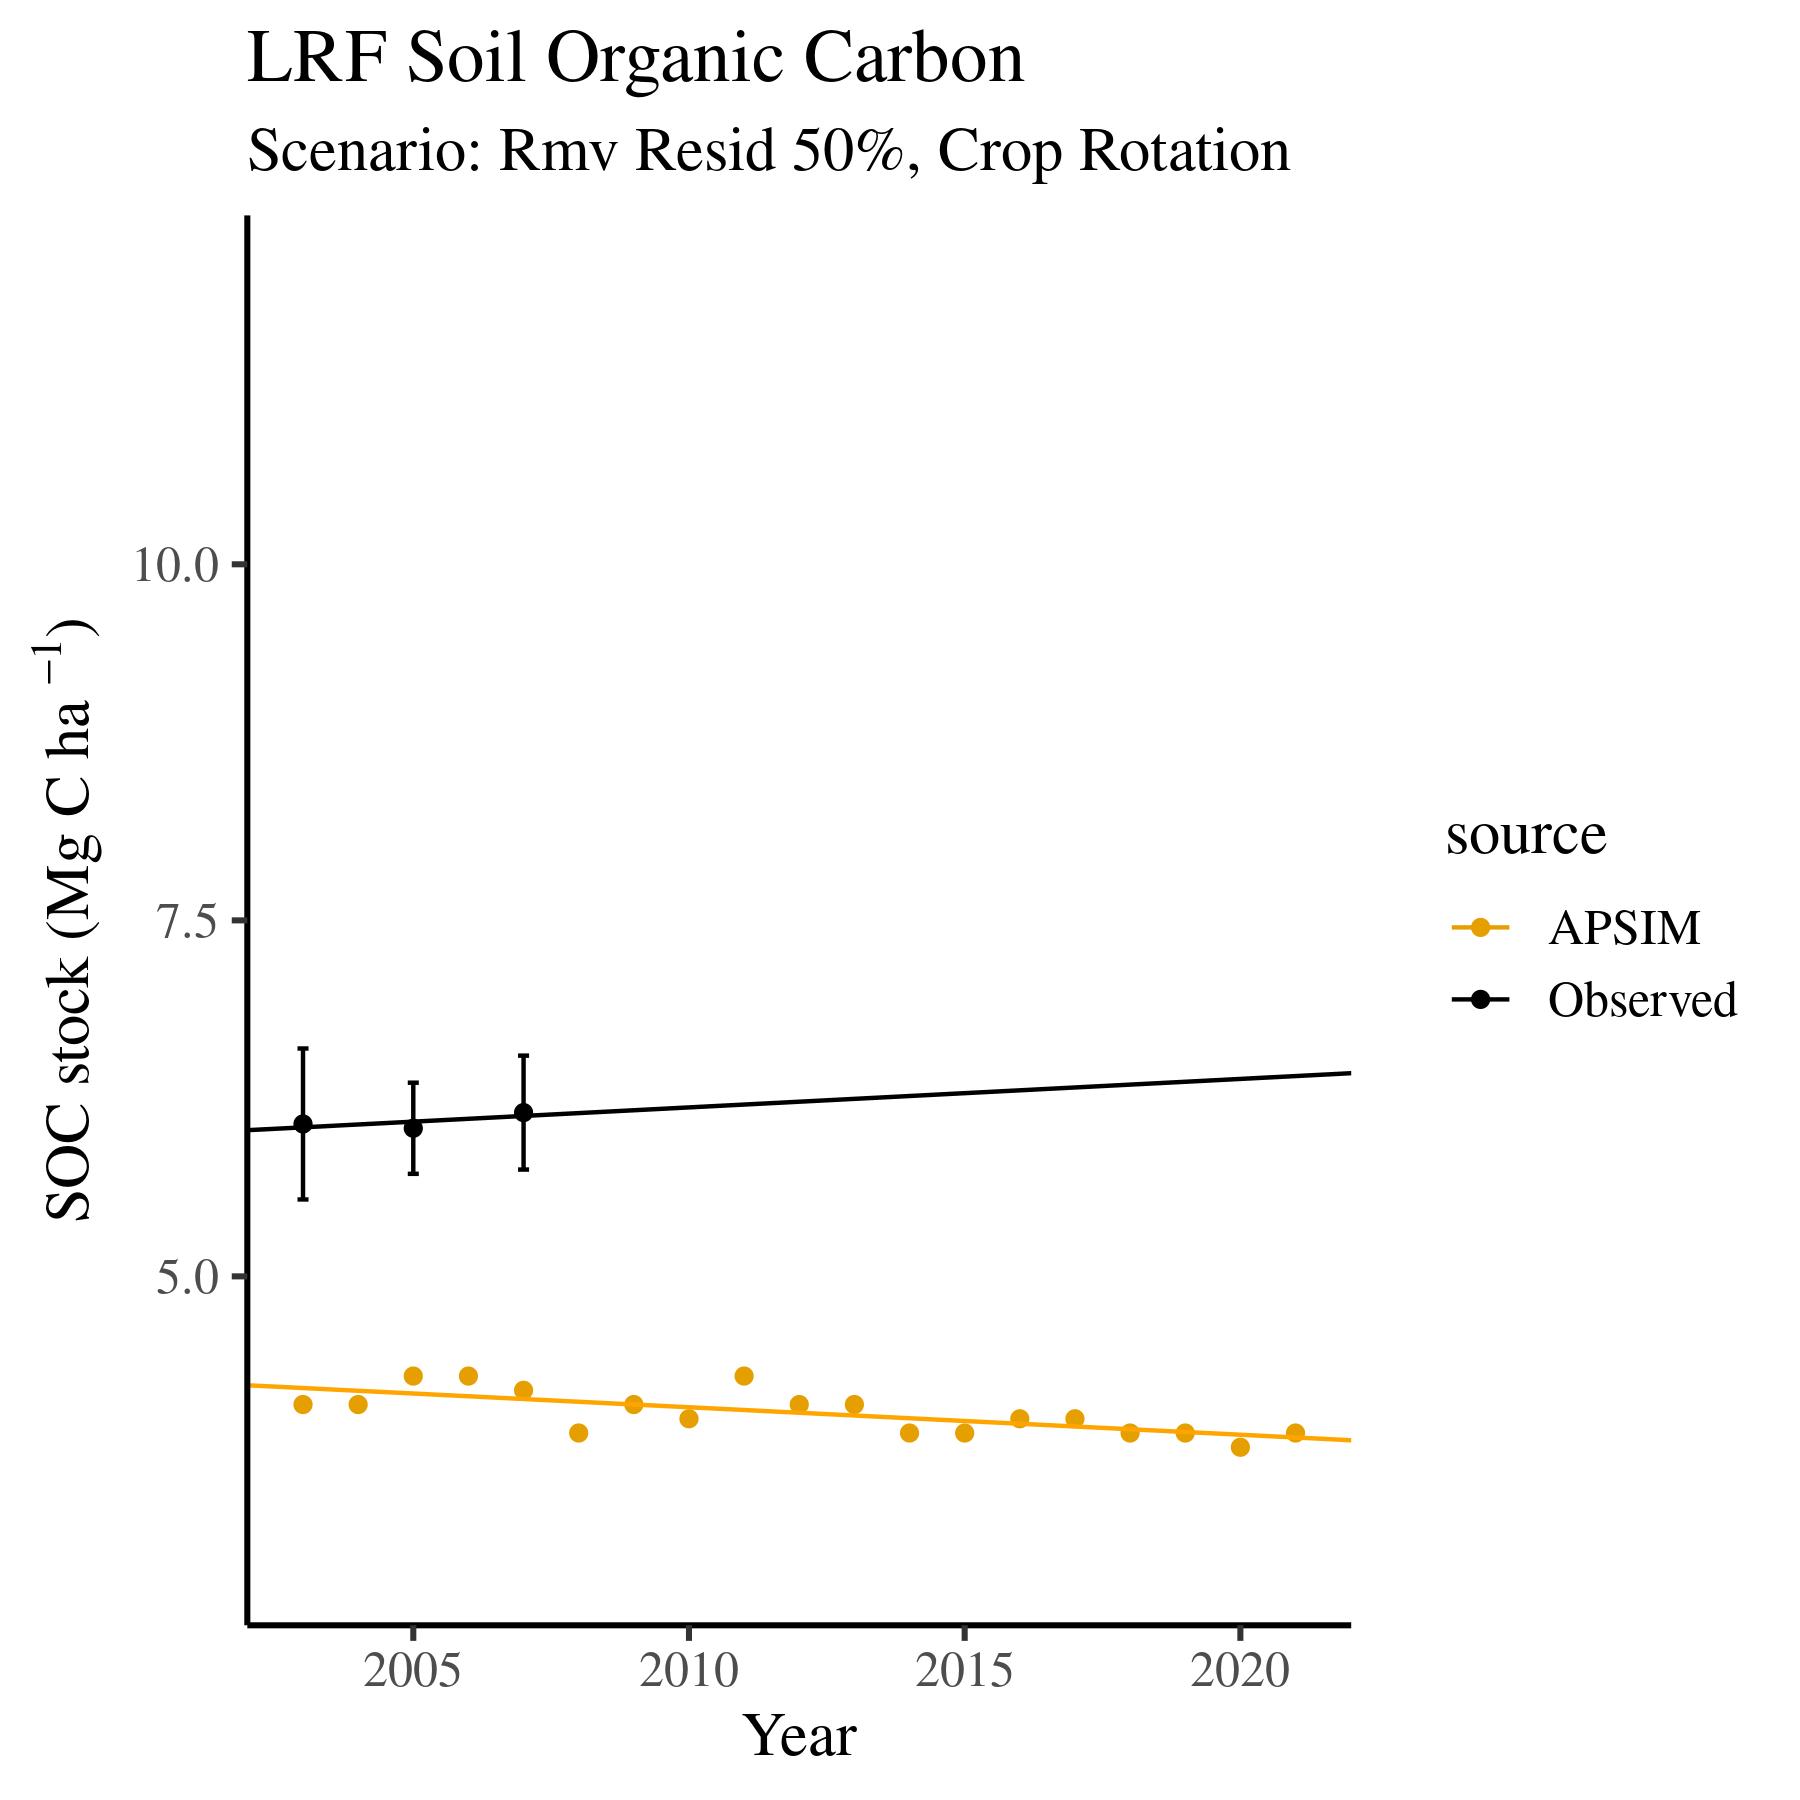 LRF Soil Organic Carbon
Scenario: Rmv Resid 50%, Crop Rotation
SOC stock (Mg C ha ⁻¹)
10.0
7.5
5.0
2005 2010 2015 2020
Year
source
APSIM
Observed